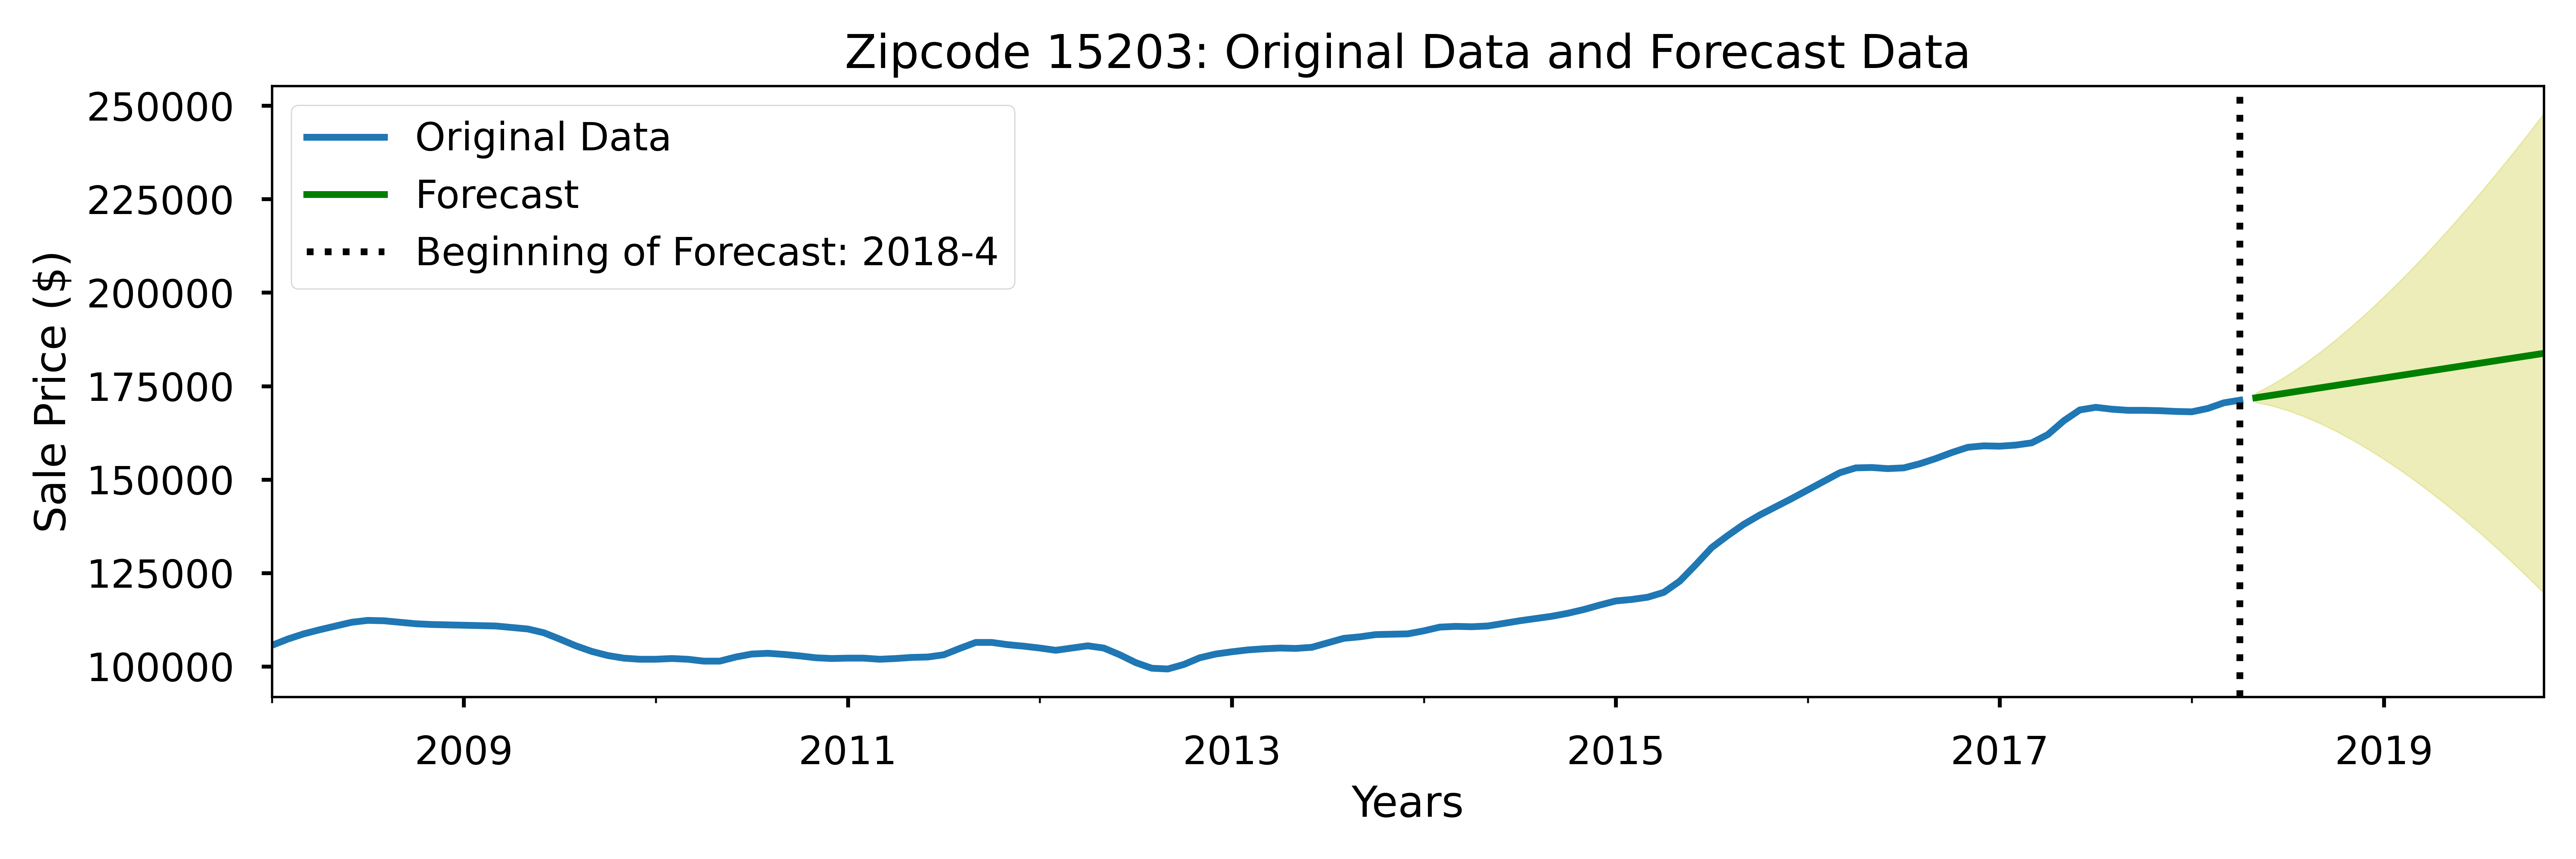 Zipcode 15203: Original Data and Forecast Data
250000
225000
200000
175000
150000
125000
100000
Sale Price ($)
Original Data
Forecast
Beginning of Forecast: 2018-4
2009
2011
2013
2015
2017
2019
Years